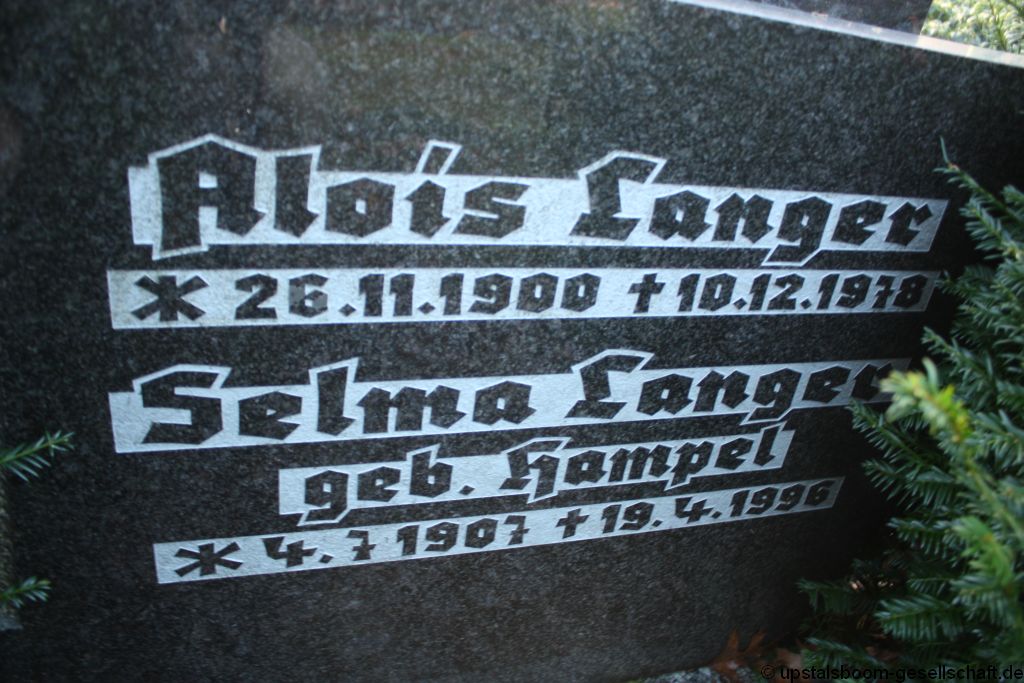 Alois Langer
* 26.11.1900 † 10.12.1978
Selma Langer
geb. Hampel
* 4.7 1907 † 19.4.1996
© upstalsboom-gesellschaft.de